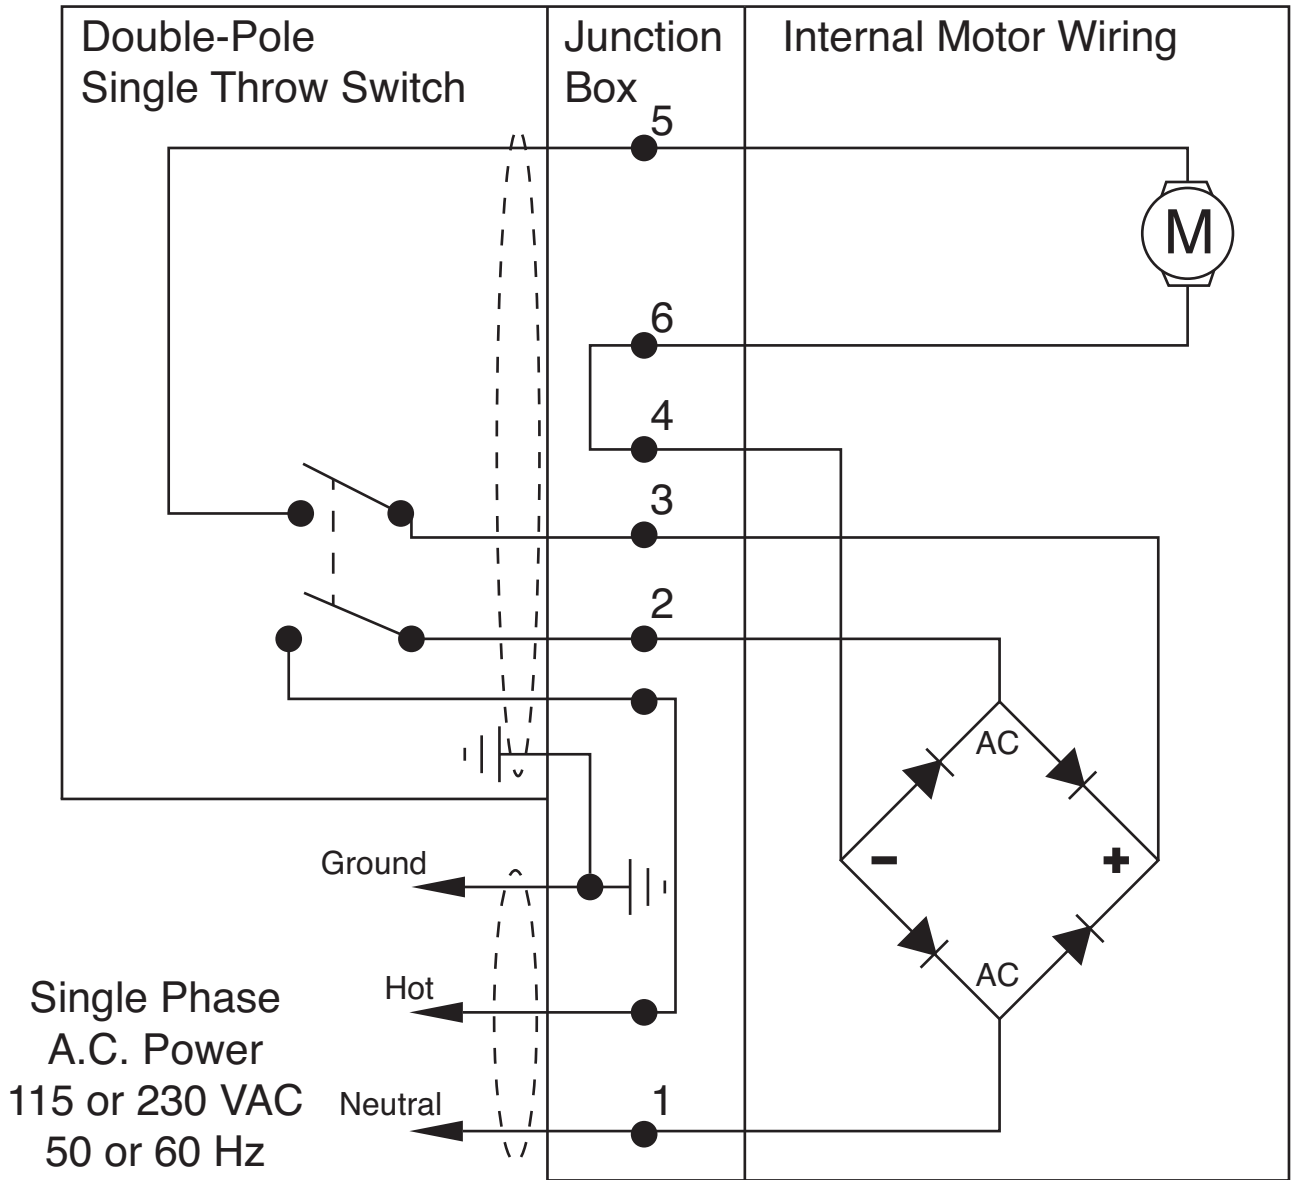 Double-Pole
Single Throw Switch
Junction
Box
Internal Motor Wiring
5
M
6
4
3
2
AC
Ground
- +
Hot
AC
Single Phase
A.C. Power
115 or 230 VAC
50 or 60 Hz
Neutral
1